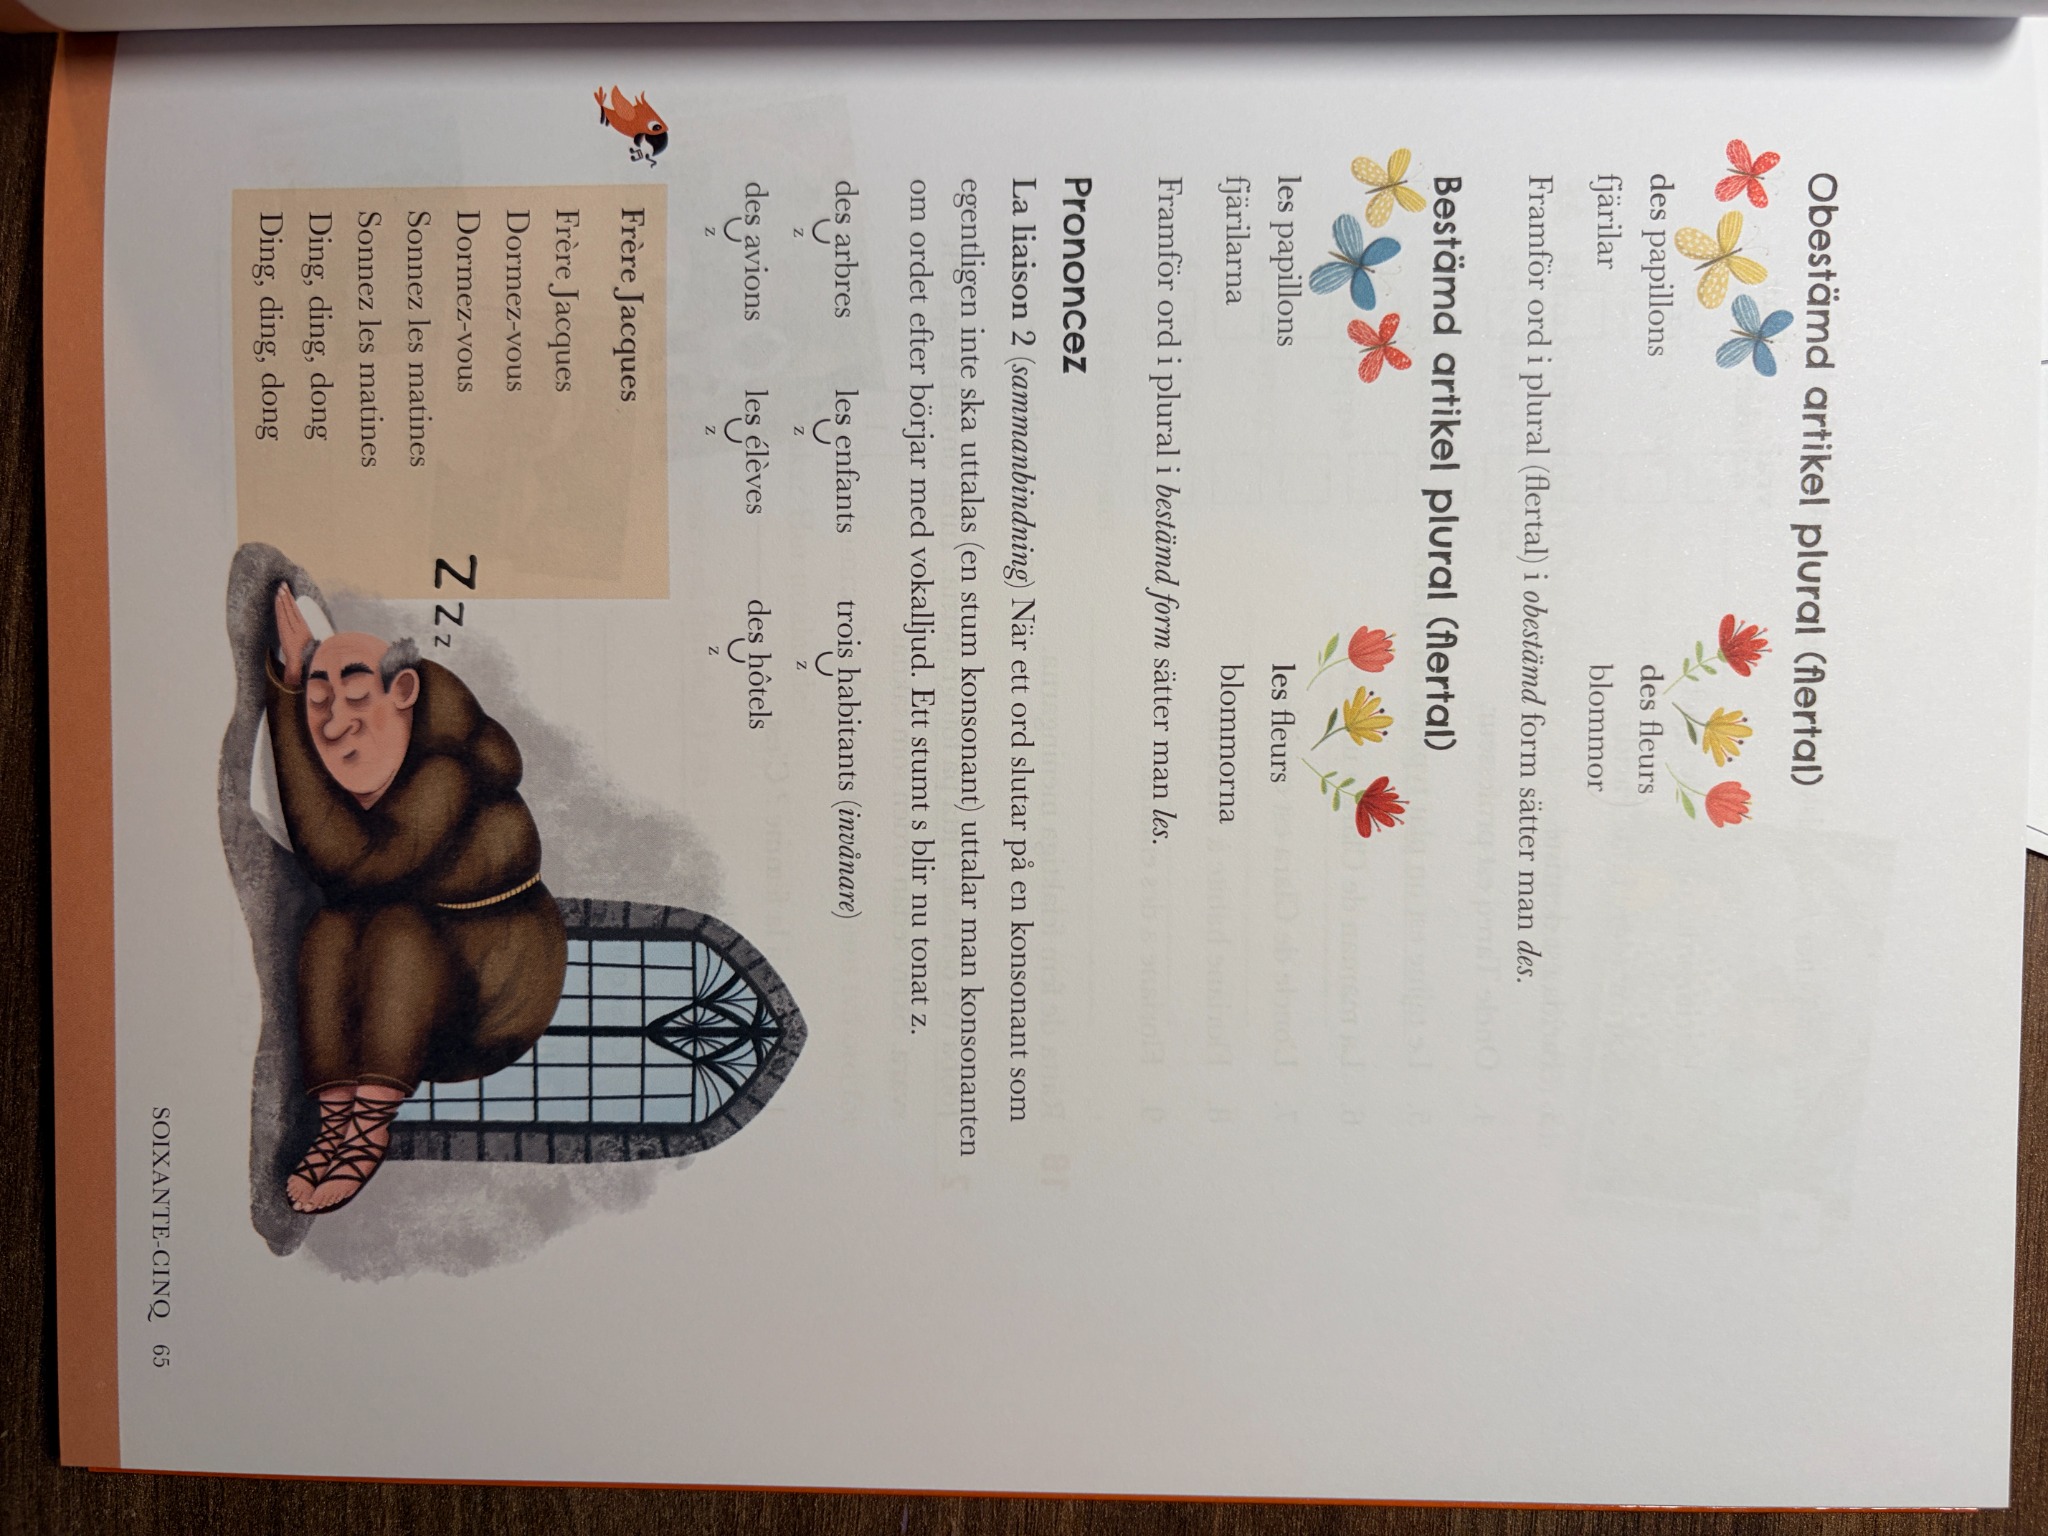 Obestämd artikel plural (flertal)
des papillons des fleurs
fjärilar blommor
Framför ord i plural (flertal) i obestämd form sätter man des.
Bestämd artikel plural (flertal)
les papillons les fleurs
fjärilarna blommorna
Framför ord i plural i bestämd form sätter man les.
Prononcez
La liaison 2 (sammanbindning) När ett ord slutar på en konsonant som
egentligen inte ska uttalas (en stum konsonant) uttalar man konsonanten
om ordet efter börjar med vokalljud. Ett stumt s blir nu tonat z.
des arbres les enfants trois habitants (invånare)
z z z
des avions les élèves des hôtels
z z z
Frère Jacques
Frère Jacques
Dormez-vous
Dormez-vous
Sonnez les matines
Sonnez les matines
Ding, ding, dong
Ding, ding, dong
Z z z
SOIXANTE-CINQ 65